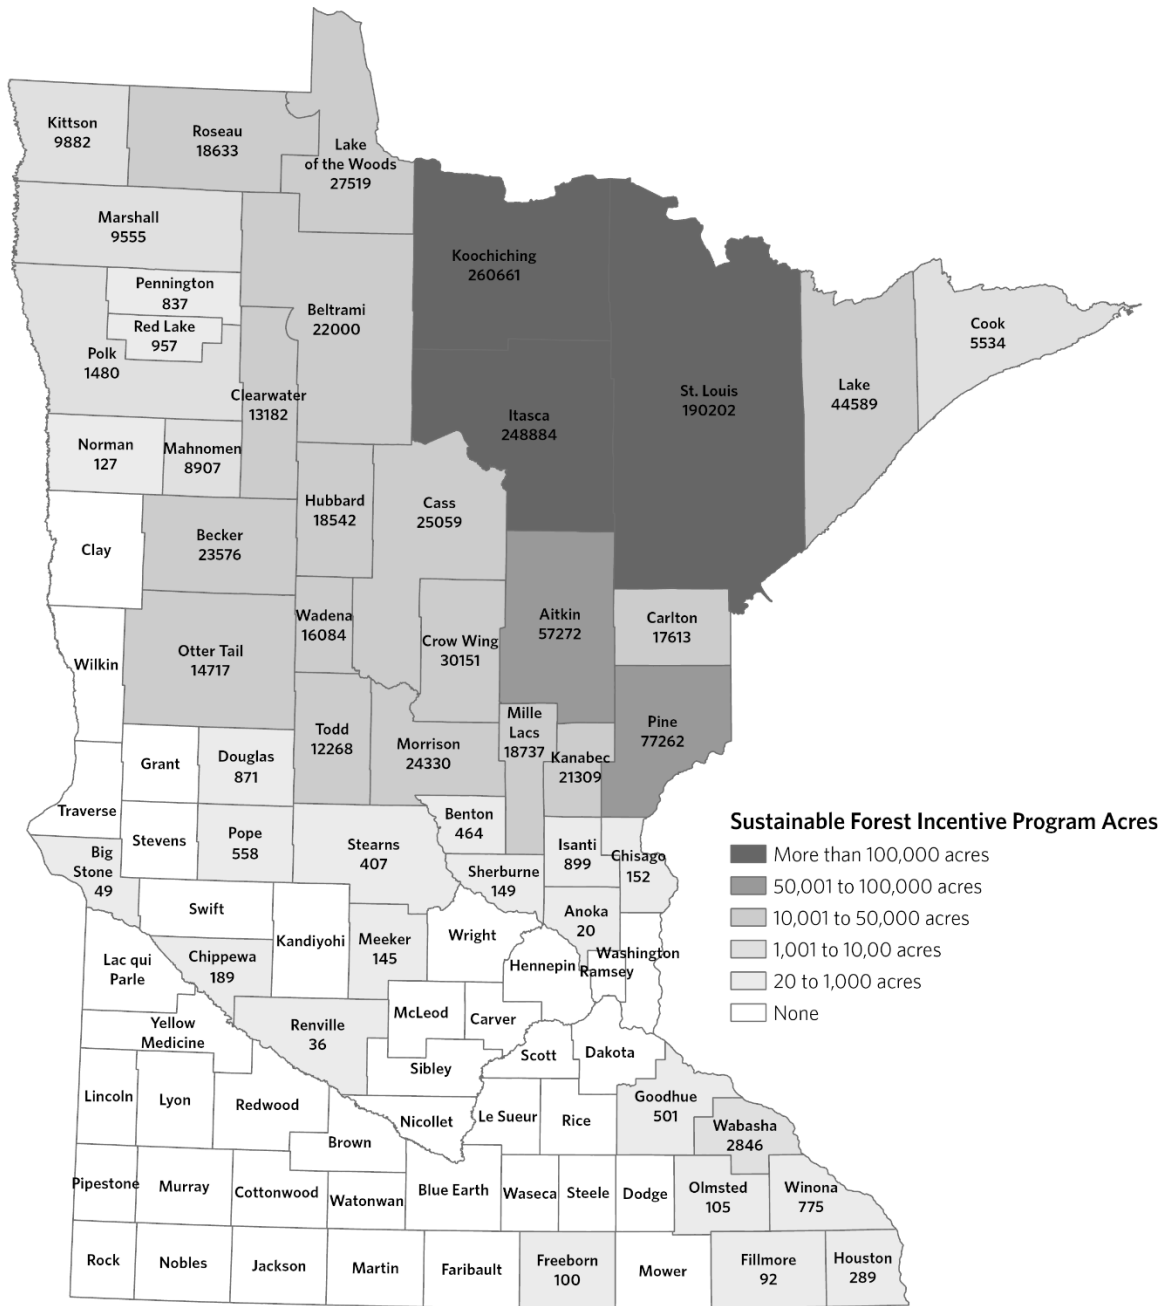 Kittson
9882
Roseau
18633
Lake
of the Woods
27519
Marshall
9555
Koochiching
260661
Pennington
837
Red Lake
957
Polk
1480
Beltrami
22000
Cook
5534
Clearwater
13182
St. Louis
190202
Lake
44589
Itasca
248884
Norman
127
Mahnomen
8907
Hubbard
18542
Cass
25059
Clay
Becker
23576
Wadena
16084
Aitkin
57272
Carlton
17613
Crow Wing
30151
Wilkin
Otter Tail
14717
Mille
Lacs
18737
Pine
77262
Todd
12268
Morrison
24330
Kanabec
21309
Grant
Douglas
871
Traverse
Stevens
Pope
558
Benton
464
Stearns
407
Isanti
899
Chisago
152
Big
Stone
49
Sherburne
149
Swift
Anoka
20
Kandiyohi
Meeker
145
Wright
Washington
Chippewa
189
Lac qui
Parle
Hennepin
Ramsey
McLeod
Carver
Yellow
Medicine
Renville
36
Scott
Dakota
Sibley
Lincoln
Lyon
Redwood
Goodhue
501
Nicollet
Le Sueur
Rice
Wabasha
2846
Brown
Pipestone
Murray
Cottonwood
Watonwan
Blue Earth
Waseca
Steele
Dodge
Olmsted
105
Winona
775
Rock
Nobles
Jackson
Martin
Faribault
Freeborn
100
Mower
Fillmore
92
Houston
289
Sustainable Forest Incentive Program Acres
More than 100,000 acres
50,001 to 100,000 acres
10,001 to 50,000 acres
1,001 to 10,00 acres
20 to 1,000 acres
None